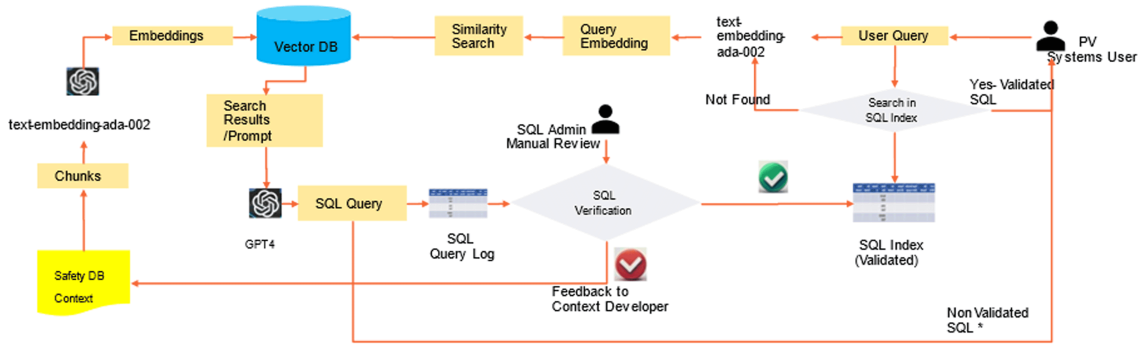 Embeddings
Vector DB
Similarity
Search
Query
Embedding
text-
embedding-
ada-002
User Query
PV
Systems User
Not Found
Search in
SQL Index
Yes- Validated
SQL
text-embedding-ada-002
Search
Results
/Prompt
SQL Admin
Manual Review
Chunks
GPT4
SQL Query
SQL
Query Log
SQL
Verification
SQL Index
(Validated)
Safety DB
Context
Feedback to
Context Developer
Non Validated
SQL *